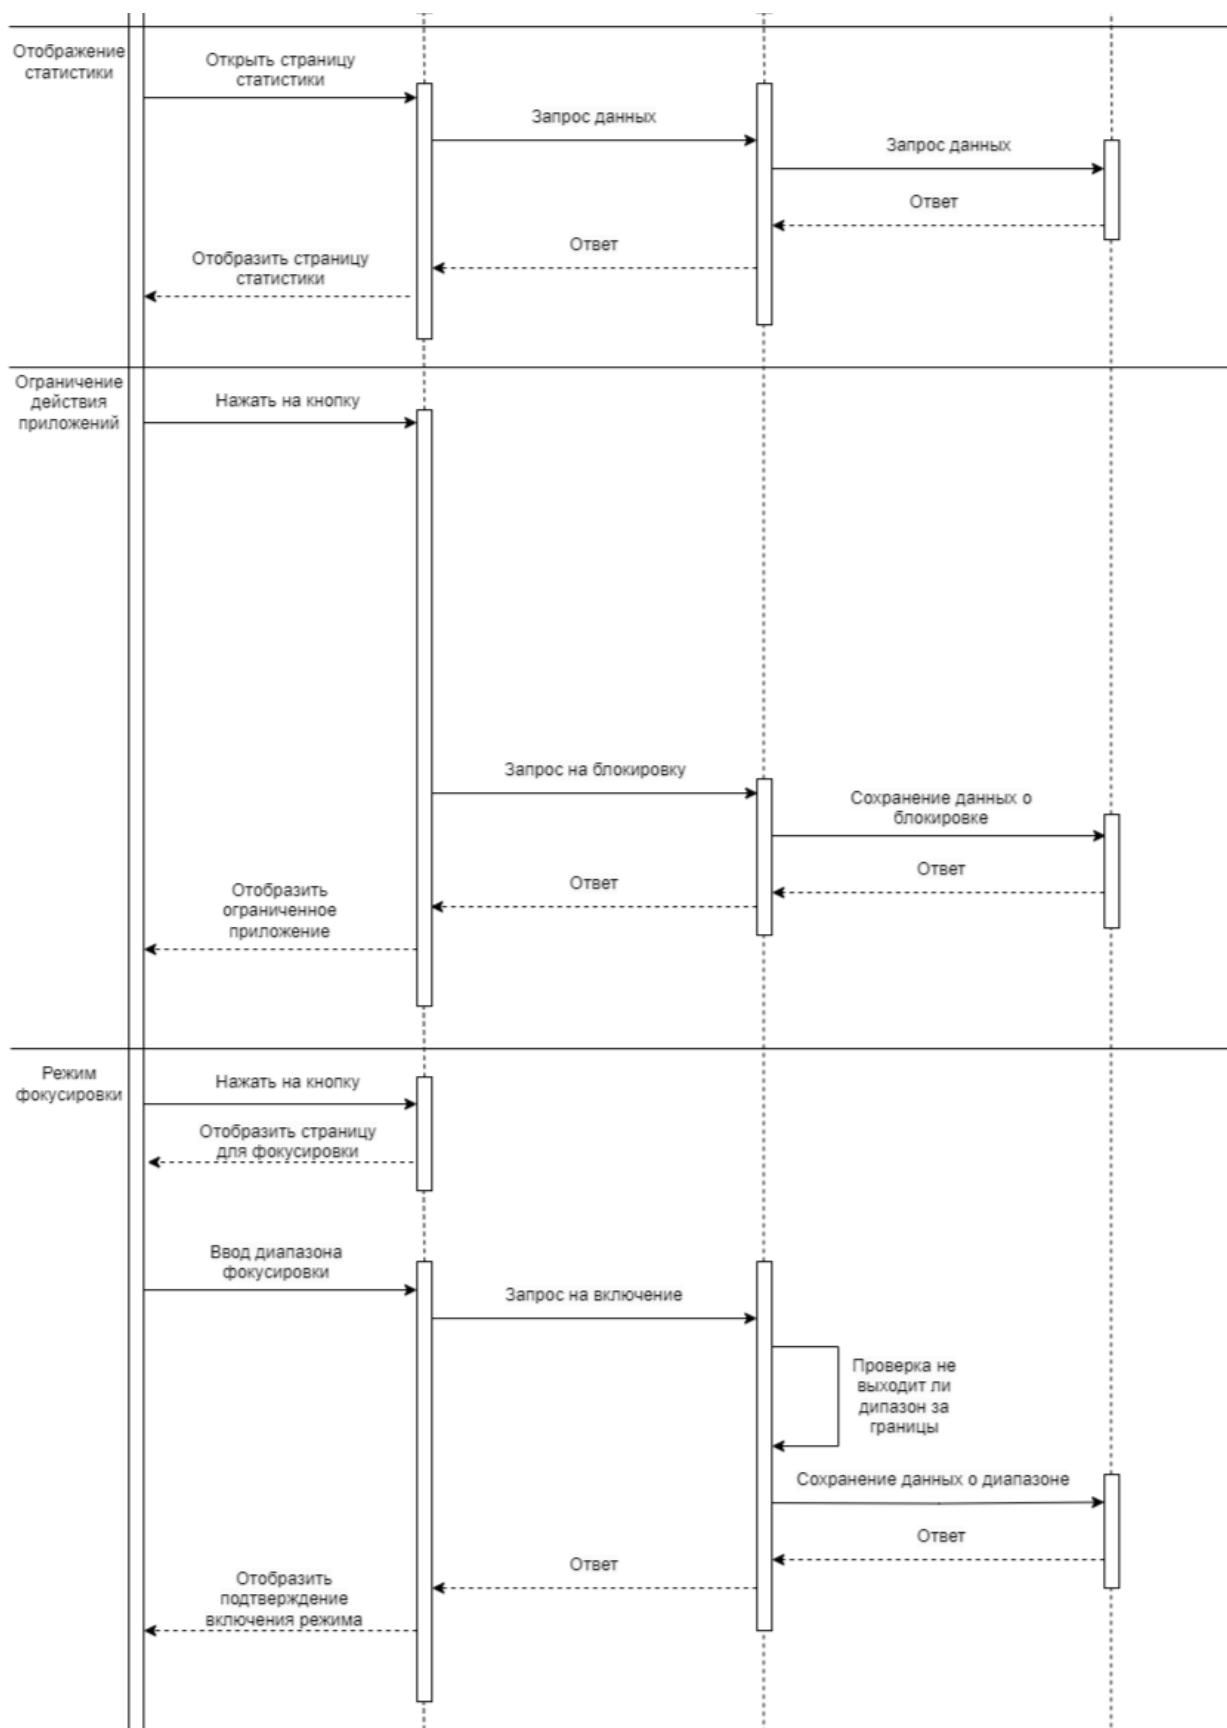 Отображение
статистики
Открыть страницу
статистики
Запрос данных
Запрос данных
Ответ
Ответ
Отобразить страницу
статистики
Ограничение
действия
приложений
Нажать на кнопку
Запрос на блокировку
Сохранение данных о
блокировке
Ответ
Ответ
Отобразить
ограниченное
приложение
Режим
фокусировки
Нажать на кнопку
Отобразить страницу
для фокусировки
Ввод диапазона
фокусировки
Запрос на включение
Проверка не
выходит ли
дипазон за
границы
Сохранение данных о диапазоне
Ответ
Ответ
Отобразить
подтверждение
включения режима